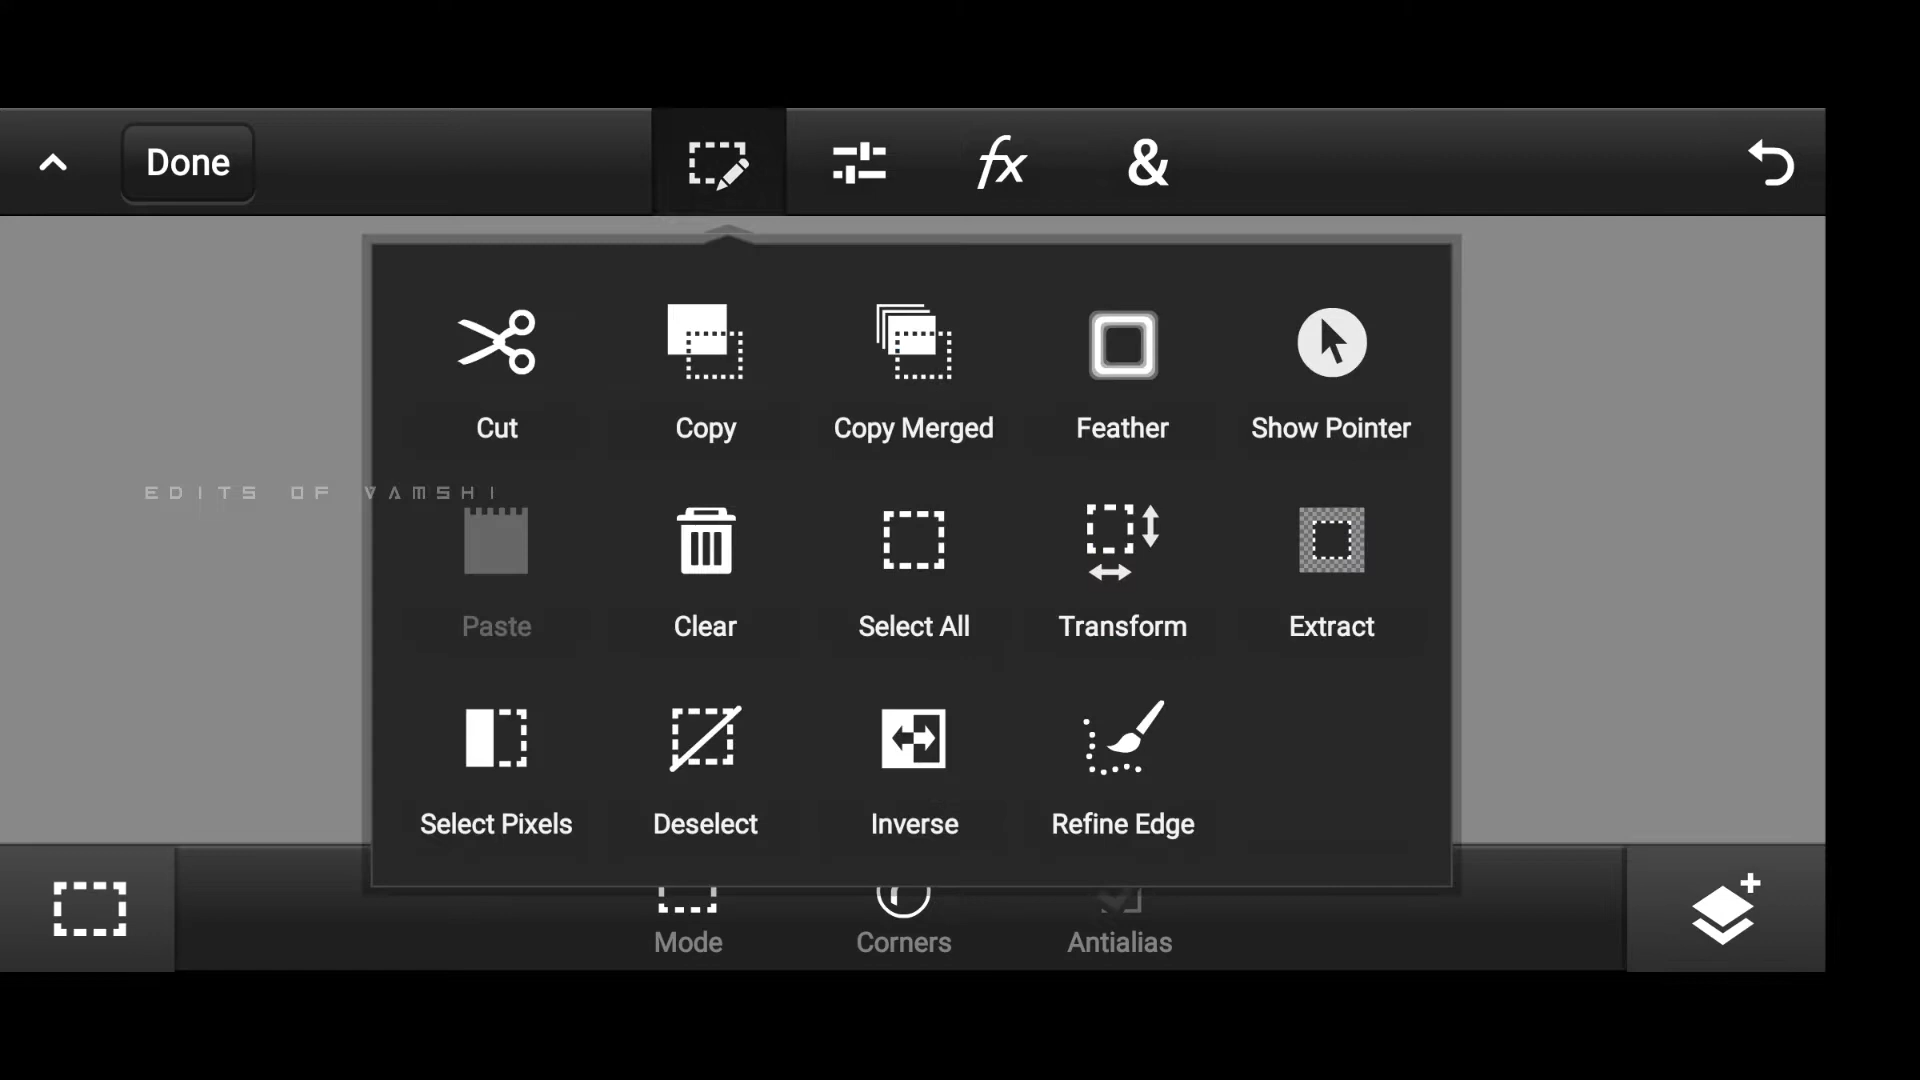 Done
fx
&
Cut
Copy
Copy Merged
Feather
Show Pointer
EDITS OF VAMSHI
Paste
Clear
Select All
Transform
Extract
Select Pixels
Deselect
Inverse
Refine Edge
Mode
Corners
Antialias